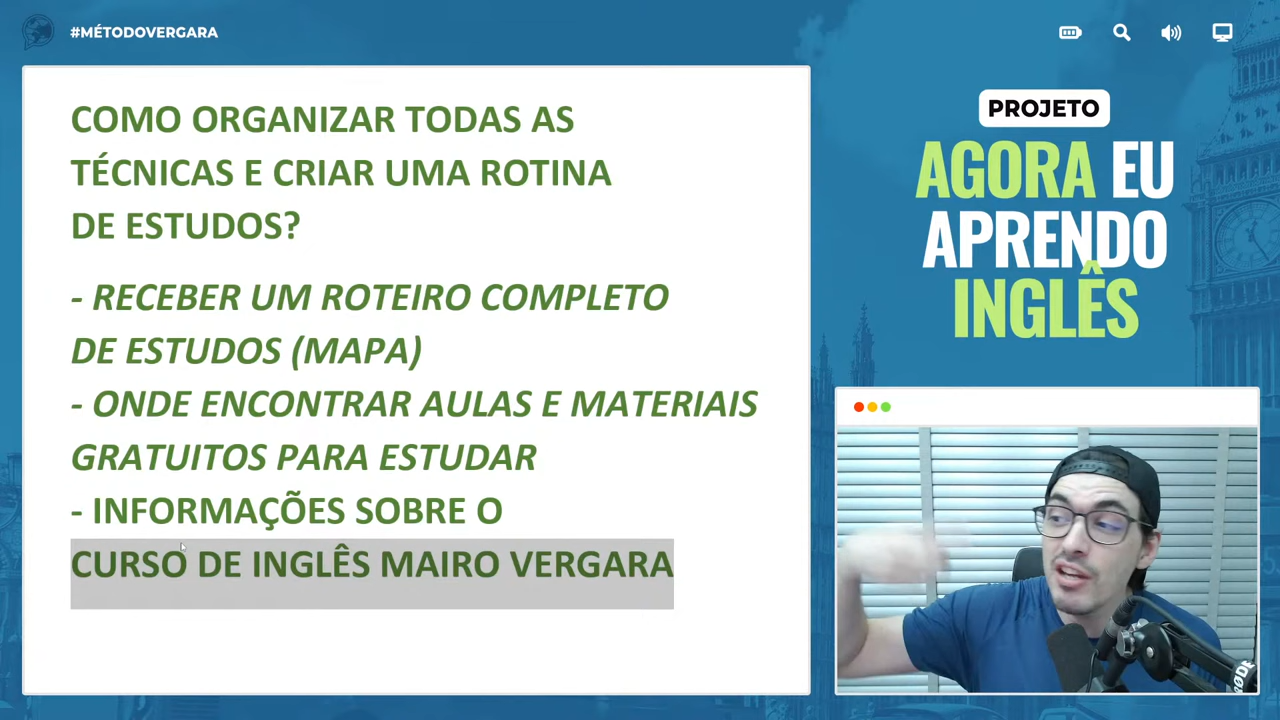 #MÉTODOVERGARA
COMO ORGANIZAR TODAS AS
TÉCNICAS E CRIAR UMA ROTINA
DE ESTUDOS?
- RECEBER UM ROTEIRO COMPLETO
DE ESTUDOS (MAPA)
- ONDE ENCONTRAR AULAS E MATERIAIS
GRATUITOS PARA ESTUDAR
- INFORMAÇÕES SOBRE O
CURSO DE INGLÊS MAIRO VERGARA
PROJETO
AGORA EU
APRENDO
INGLÊS
RØDE